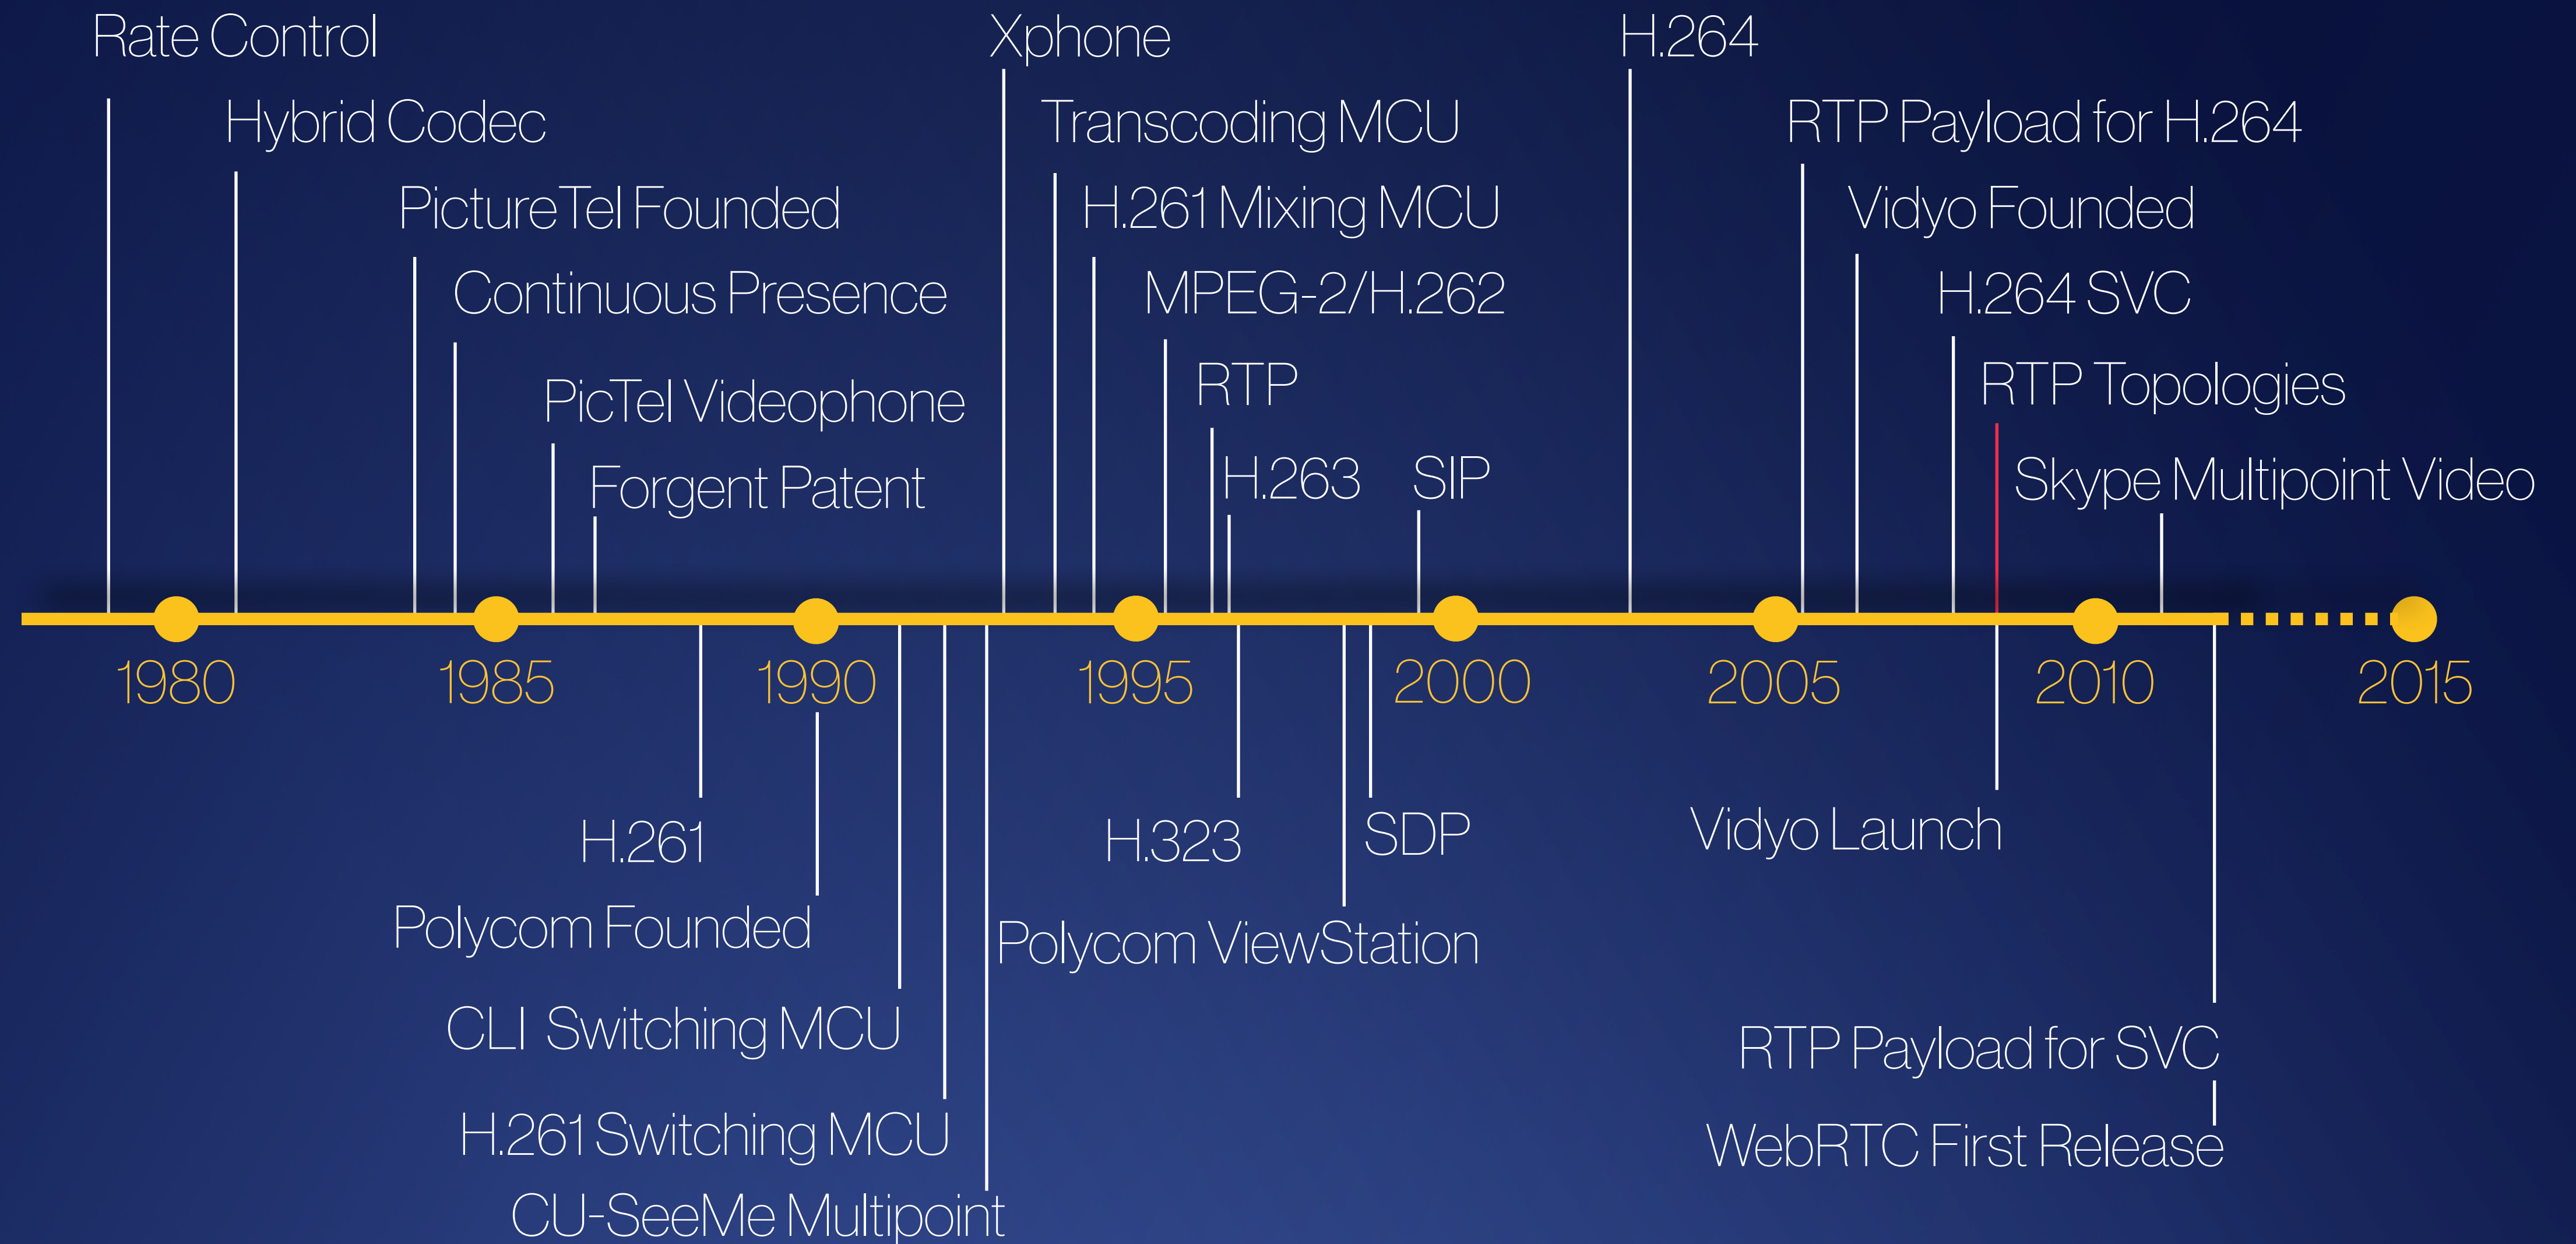 Rate Control
Xphone
H.264
Hybrid Codec
Transcoding MCU
RTP Payload for H.264
PictureTel Founded
H.261 Mixing MCU
Vidyo Founded
Continuous Presence
MPEG-2/H.262
H.264 SVC
RTP
RTP Topologies
PicTel Videophone
H.263
SIP
Skype Multipoint Video
Forgent Patent
1980
1985
1990
1995
2000
2005
2010
2015
H.261
H.323
SDP
Vidyo Launch
Polycom Founded
Polycom ViewStation
CLI Switching MCU
RTP Payload for SVC
H.261 Switching MCU
WebRTC First Release
CU-SeeMe Multipoint